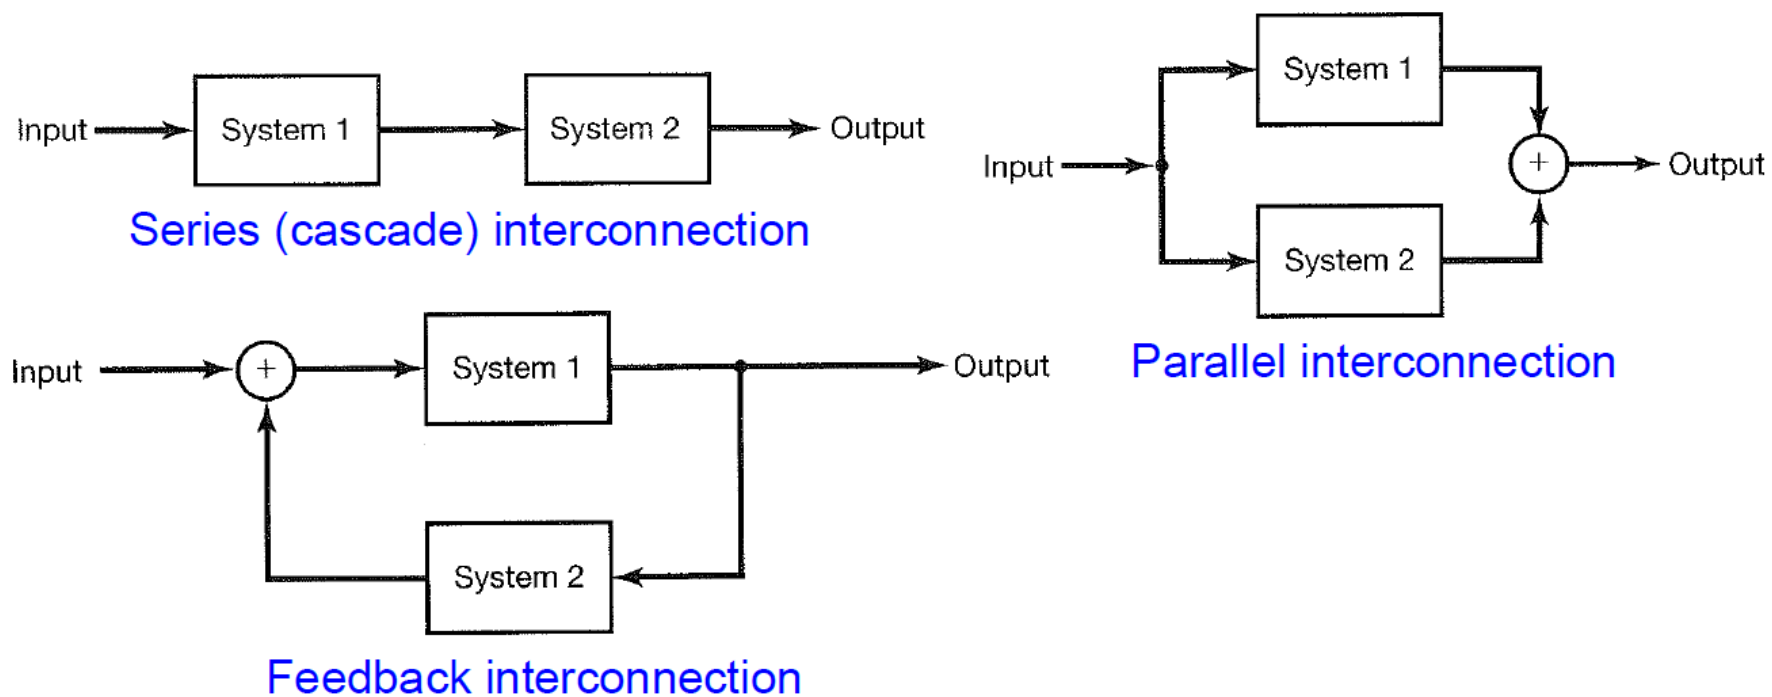 Input
System 1
System 2
Output
Series (cascade) interconnection
Input
System 1
+
Output
System 2
Parallel interconnection
Input
+
System 1
Output
System 2
Feedback interconnection